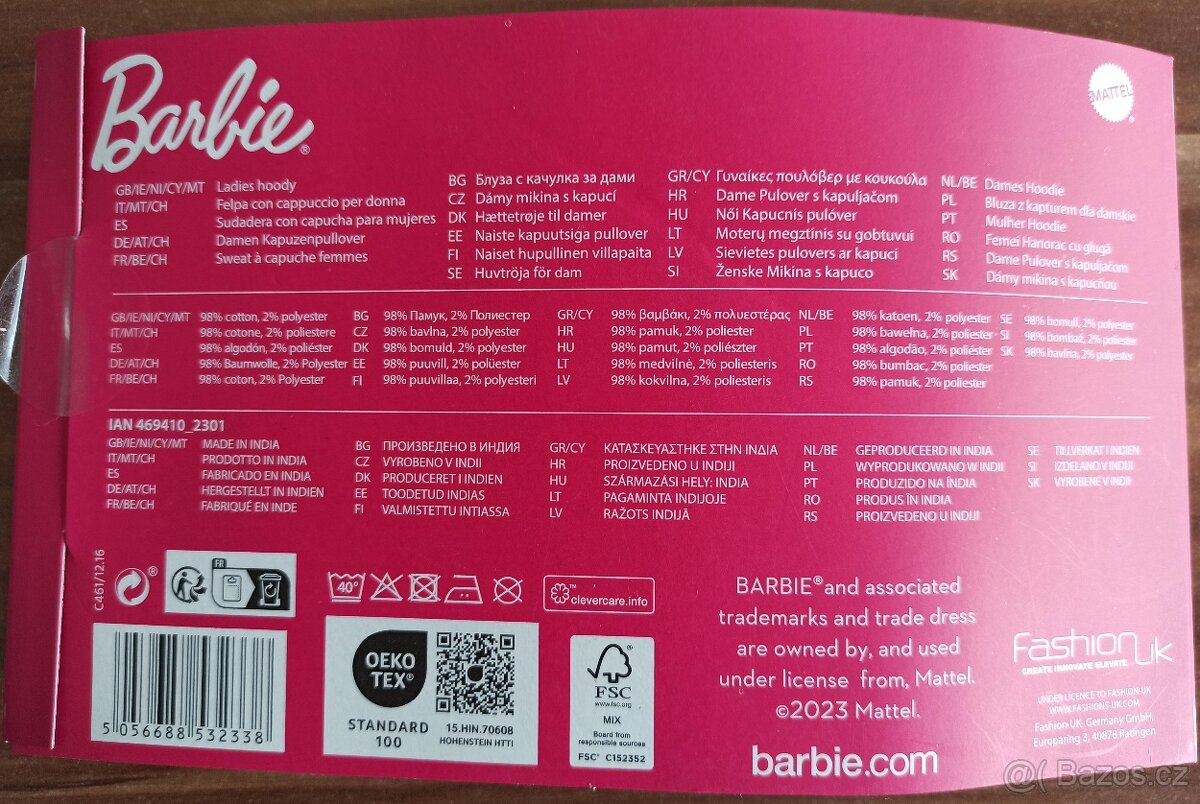 Barbie®
MATTEL®
GB/IE/NI/CY/MT Ladies hoody
IT/MT/CH Felpa con cappuccio per donna
ES Sudadera con capucha para mujeres
DE/AT/CH Damen Kapuzenpullover
FR/BE/CH Sweat à capuche femmes
BG Блуза с качулка за дами
CZ Dámy mikina s kapucí
DK Hættetrøje til damer
EE Naiste kapuutsiga pullover
FI Naiset hupullinen villapaita
SE Huvtröja för dam
GR/CY Γυναίκες πουλόβερ με κουκούλα
HR Dame Pulover s kapuljačom
HU Női Kapucnis pulóver
LT Moterų megztinis su gobtuvui
LV Sievietes pulovers ar kapuci
SI Ženske Mikina s kapuco
NL/BE Dames Hoodie
PL Bluza z kapturem dla damskie
PT Mulher Hoodie
RO Femei Hanorac cu glugă
RS Dame Pulover s kapuljačom
SK Dámy mikina s kapucňou
GB/IE/NI/CY/MT 98% cotton, 2% polyester
IT/MT/CH 98% cotone, 2% poliestere
ES 98% algodón, 2% poliéster
DE/AT/CH 98% Baumwolle, 2% Polyester
FR/BE/CH 98% coton, 2% Polyester
BG 98% Памук, 2% Полиестер
CZ 98% bavlna, 2% polyester
DK 98% bomuld, 2% polyester
EE 98% puuvill, 2% polüester
FI 98% puuvillaa, 2% polyesteri
GR/CY 98% βαμβάκι, 2% πολυεστέρας
HR 98% pamuk, 2% poliester
HU 98% pamut, 2% poliészter
LT 98% medvilnė, 2% poliesteris
LV 98% kokvilna, 2% poliesteris
NL/BE 98% katoen, 2% polyester
PL 98% bawełna, 2% poliester
PT 98% algodão, 2% poliéster
RO 98% bumbac, 2% poliester
RS 98% pamuk, 2% poliester
SE 98% bomull, 2% polyester
SI 98% bombaž, 2% poliester
SK 98% bavlna, 2% polyester
IAN 469410_2301
GB/IE/NI/CY/MT MADE IN INDIA
IT/MT/CH PRODOTTO IN INDIA
ES FABRICADO EN INDIA
DE/AT/CH HERGESTELLT IN INDIEN
FR/BE/CH FABRIQUÉ EN INDE
BG ПРОИЗВЕДЕНО В ИНДИЯ
CZ VYROBENO V INDII
DK PRODUCERET I INDIEN
EE TOODETUD INDIAS
FI VALMISTETTU INTIASSA
GR/CY ΚΑΤΑΣΚΕΥΑΣΤΗΚΕ ΣΤΗΝ ΙΝΔΙΑ
HR PROIZVEDENO U INDIJI
HU SZÁRMAZÁSI HELY: INDIA
LT PAGAMINTA INDIJOJE
LV RAŽOTS INDIJĀ
NL/BE GEPRODUCEERD IN INDIA
PL WYPRODUKOWANO W INDII
PT PRODUZIDO NA ÍNDIA
RO PRODUS ÎN INDIA
RS PROIZVEDENO U INDIJI
SE TILLVERKAT I INDIEN
SI IZDELANO V INDIJI
SK VYROBENÉ V INDII
C461/12.16
®
FR
40°
clevercare.info
5 056688 532338
OEKO
TEX®
STANDARD
100
15.HIN.70608
HOHENSTEIN HTTI
FSC
www.fsc.org
MIX
Board from
responsible sources
FSC® C152352
BARBIE® and associated
trademarks and trade dress
are owned by, and used
under license from, Mattel.
©2023 Mattel.
barbie.com
Fashion UK
CREATE INNOVATE ELEVATE
UNDER LICENCE TO FASHION-UK
WWW.FASHIONS-UK.COM
Fashion UK, Germany GmbH,
Europaring 3, 40878 Ratingen
@( Bazos.cz